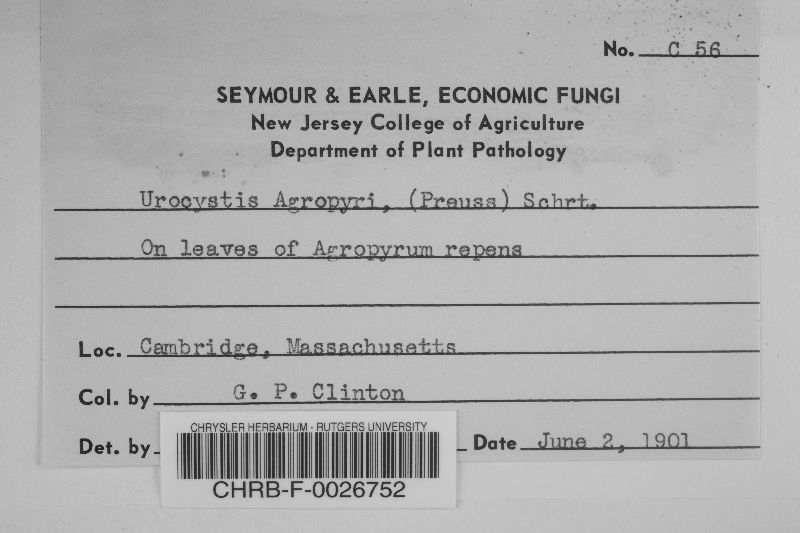 No. C 56
SEYMOUR & EARLE, ECONOMIC FUNGI
New Jersey College of Agriculture
Department of Plant Pathology
Urocystis Agropyri, (Preuss) Schrt.
On leaves of Agropyrum repens
Loc. Cambridge, Massachusetts
Col. by G. P. Clinton
Det. by
Date June 2, 1901
CHRYSLER HERBARIUM - RUTGERS UNIVERSITY
CHRB-F-0026752